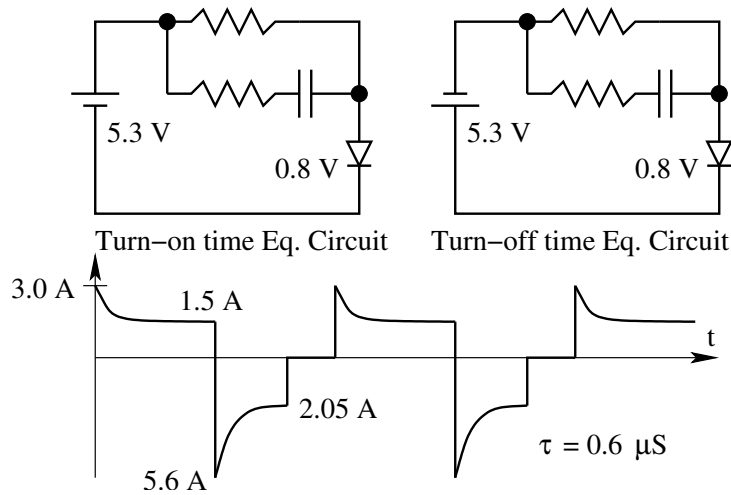 5.3 V
0.8 V
5.3 V
0.8 V
Turn−on time Eq. Circuit
Turn−off time Eq. Circuit
3.0 A
1.5 A
t
2.05 A
τ = 0.6 μS
5.6 A